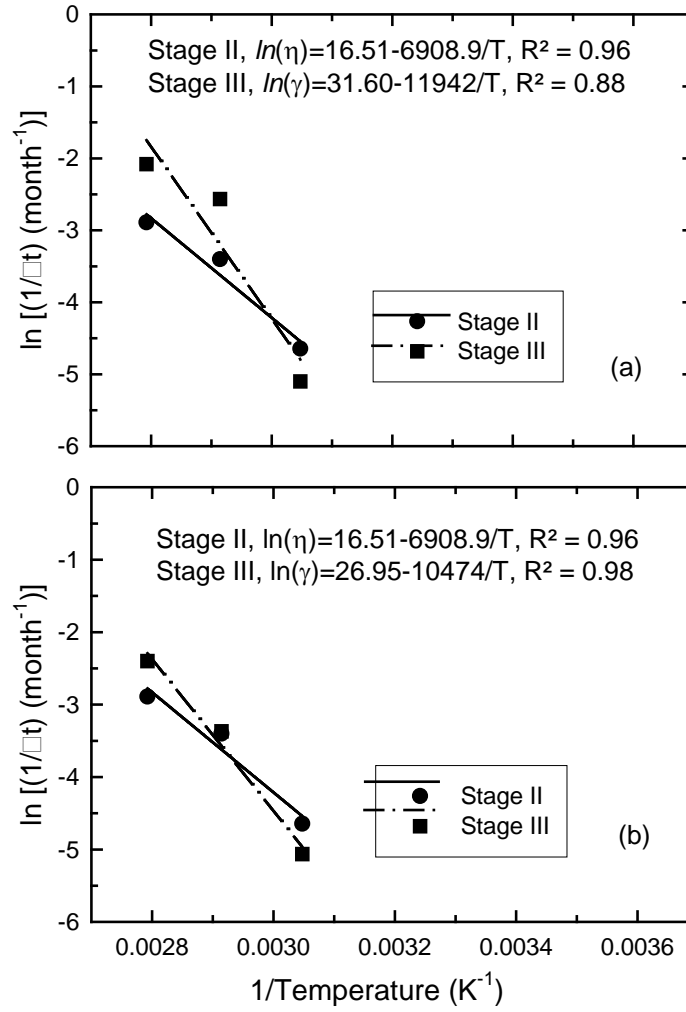 0
-1
-2
-3
-4
-5
-6
ln [(1/□t) (month⁻¹)]
Stage II, ln(η)=16.51-6908.9/T, R² = 0.96
Stage III, ln(γ)=31.60-11942/T, R² = 0.88
Stage II
Stage III
(a)
0
-1
-2
-3
-4
-5
-6
ln [(1/□t) (month⁻¹)]
Stage II, ln(η)=16.51-6908.9/T, R² = 0.96
Stage III, ln(γ)=26.95-10474/T, R² = 0.98
Stage II
Stage III
(b)
0.0028 0.0030 0.0032 0.0034 0.0036
1/Temperature (K⁻¹)